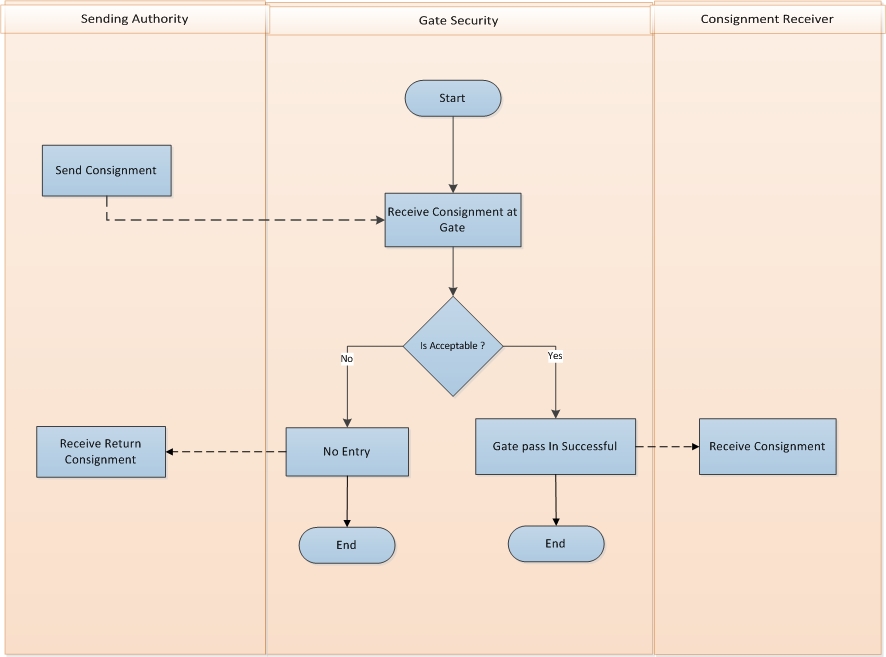 Sending Authority
Gate Security
Consignment Receiver
Start
Send Consignment
Receive Consignment at
Gate
Is Acceptable ?
No
Yes
Receive Return
Consignment
No Entry
Gate pass In Successful
Receive Consignment
End
End